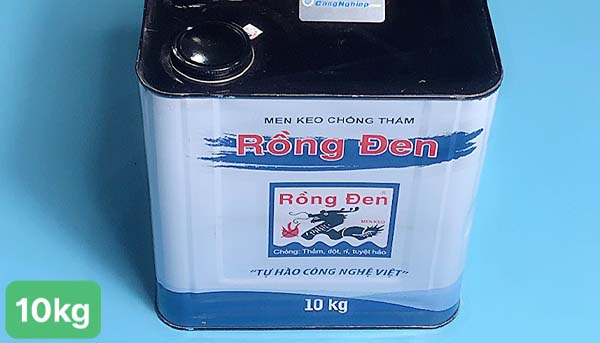 CongNghiep
MEN KEO CHỐNG THẤM
Rồng Đen
Rồng Đen
MEN KEO
Chống: Thấm, dột, rỉ, tuyệt hảo
"TỰ HÀO CÔNG NGHỆ VIỆT"
10 kg
10kg